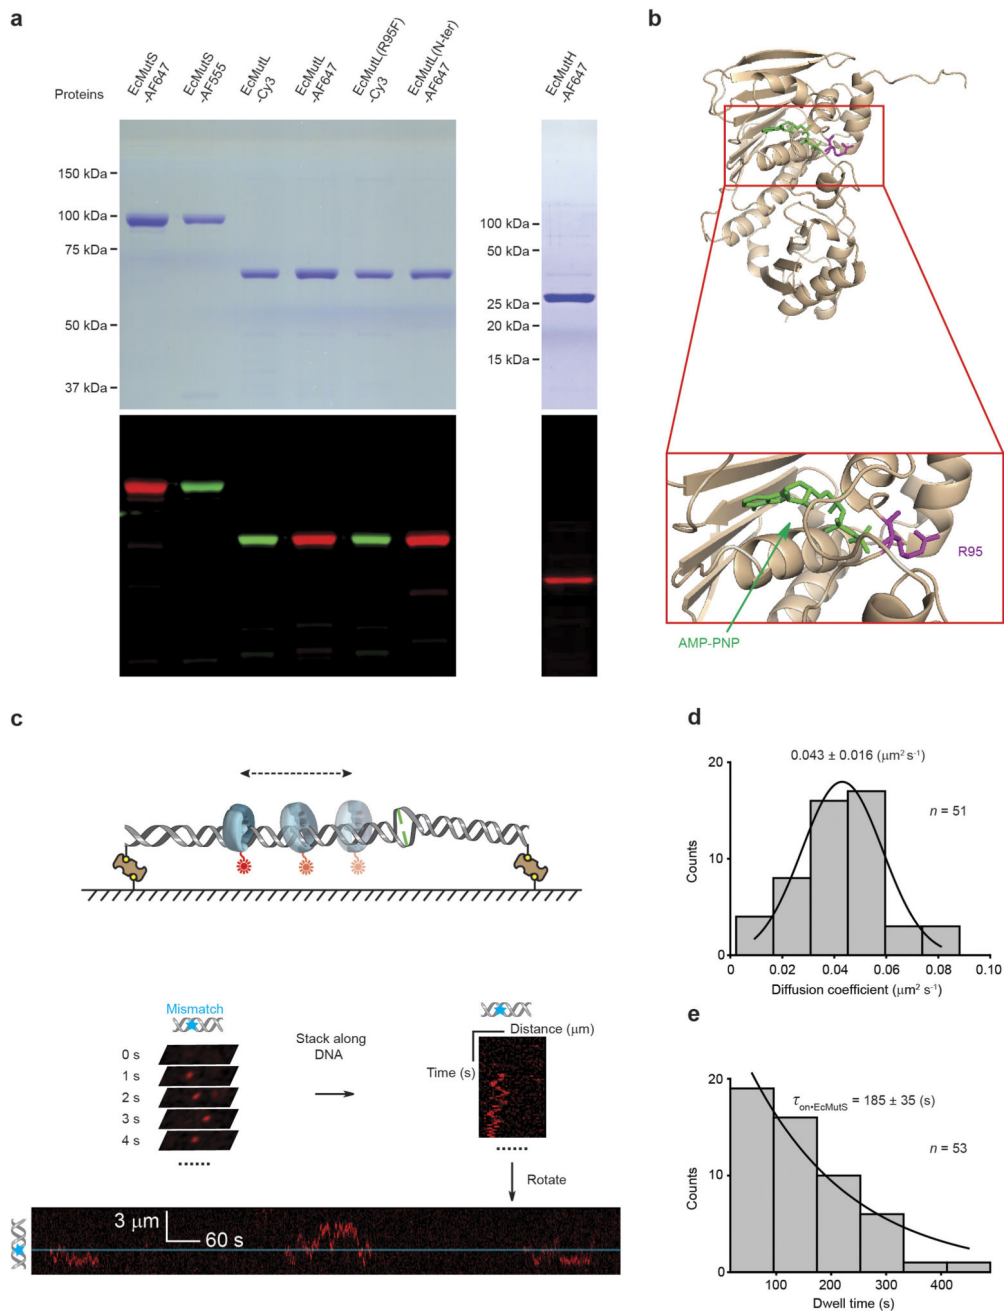 a
Proteins
EcMutS
-AF647
EcMutS
-AF555
EcMutL
-Cy3
EcMutL
-AF647
EcMutL(R95F)
-Cy3
EcMutL(N-ter)
-AF647
EcMutH
-AF647
150 kDa
100 kDa
75 kDa
50 kDa
37 kDa
100 kDa
50 kDa
25 kDa
20 kDa
15 kDa
b
R95
AMP-PNP
c
Mismatch
0 s
1 s
2 s
3 s
4 s
Stack along
DNA
Distance (μm)
Time (s)
Rotate
3 μm
60 s
d
0.043 ± 0.016 (μm² s⁻¹)
n = 51
Counts
20
10
0
0 0.02 0.04 0.06 0.08 0.10
Diffusion coefficient (μm² s⁻¹)
e
τon•EcMutS = 185 ± 35 (s)
n = 53
Counts
20
10
0
100 200 300 400
Dwell time (s)